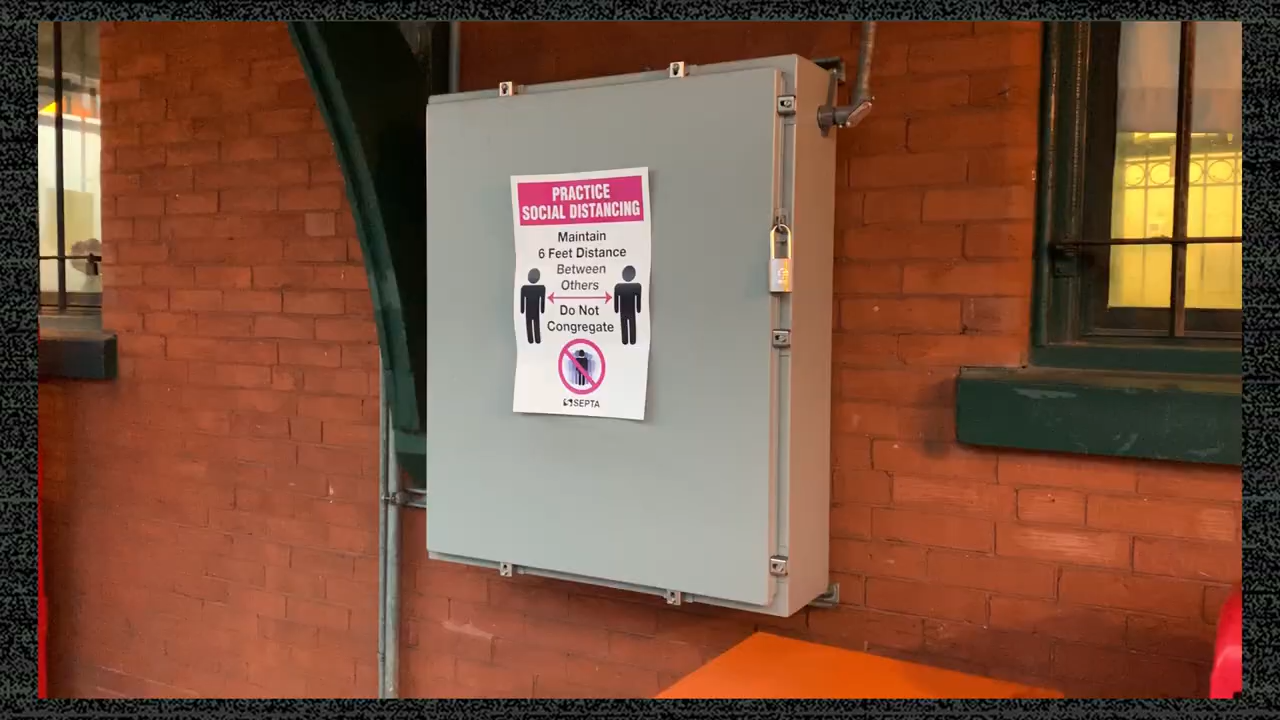 PRACTICE
SOCIAL DISTANCING
Maintain
6 Feet Distance
Between
Others
Do Not
Congregate
SEPTA